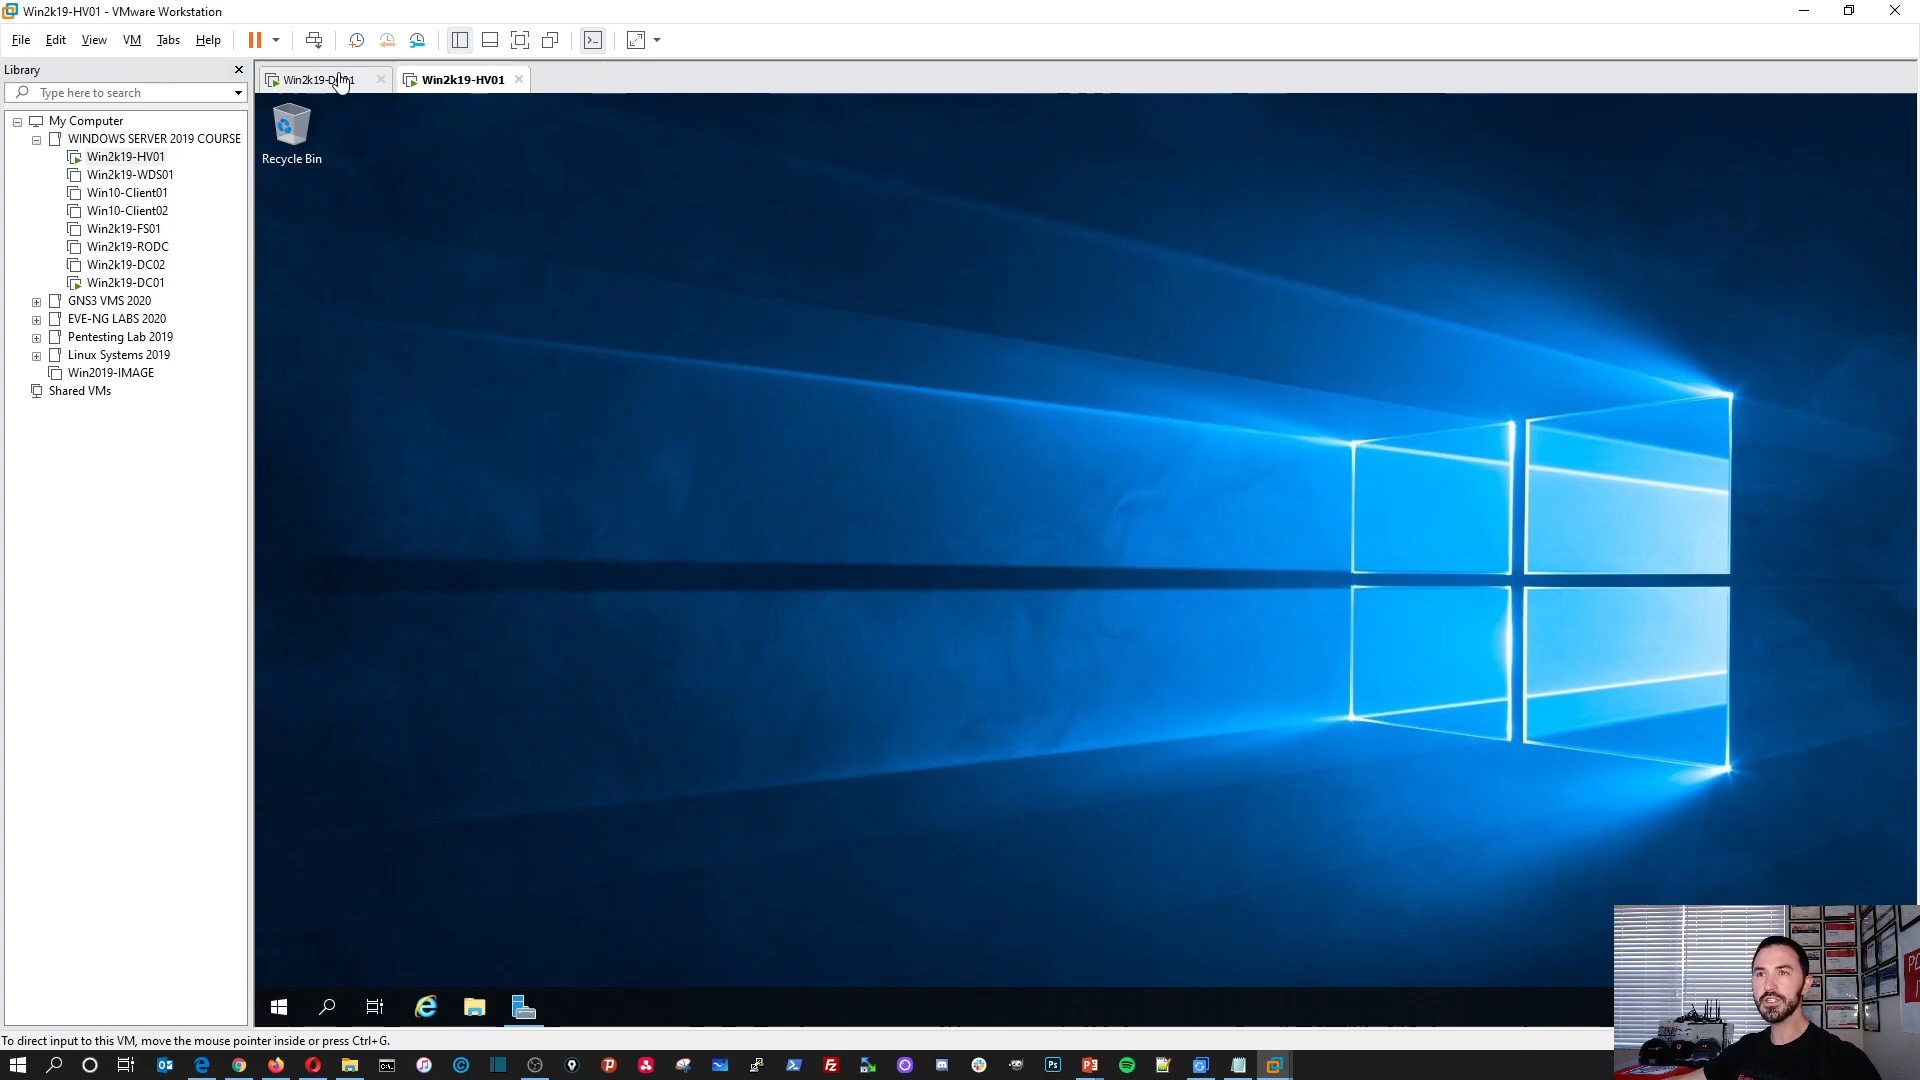 Win2k19-HV01 - VMware Workstation
File Edit View VM Tabs Help
Library
Type here to search
My Computer
WINDOWS SERVER 2019 COURSE
Win2k19-HV01
Win2k19-WDS01
Win10-Client01
Win10-Client02
Win2k19-FS01
Win2k19-RODC
Win2k19-DC02
Win2k19-DC01
GNS3 VMS 2020
EVE-NG LABS 2020
Pentesting Lab 2019
Linux Systems 2019
Win2019-IMAGE
Shared VMs
Win2k19-HV01
Recycle Bin
To direct input to this VM, move the mouse pointer inside or press Ctrl+G.